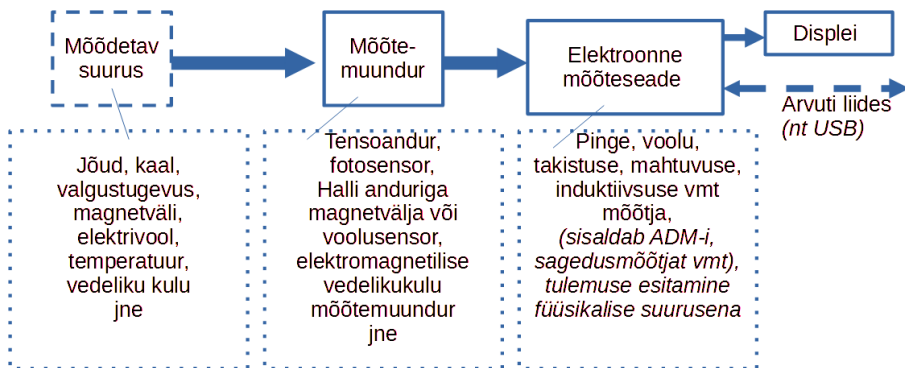 Mõõdetav
suurus
Mõõte-
muundur
Elektroonne
mõõteseade
Displei
Arvuti liides
(nt USB)
Jõud, kaal,
valgustugevus,
magnetväli,
elektrivool,
temperatuur,
vedeliku kulu
jne
Tensoandur,
fotosensor,
Halli anduriga
magnetvälja või
voolusensor,
elektromagnetilise
vedelikukulu
mõõtemuundur
jne
Pinge, voolu,
takistuse, mahtuvuse,
induktiivsuse vmt
mõõtja,
(sisaldab ADM-i,
sagedusmõõtjat vmt),
tulemuse esitamine
füüsikalise suurusena